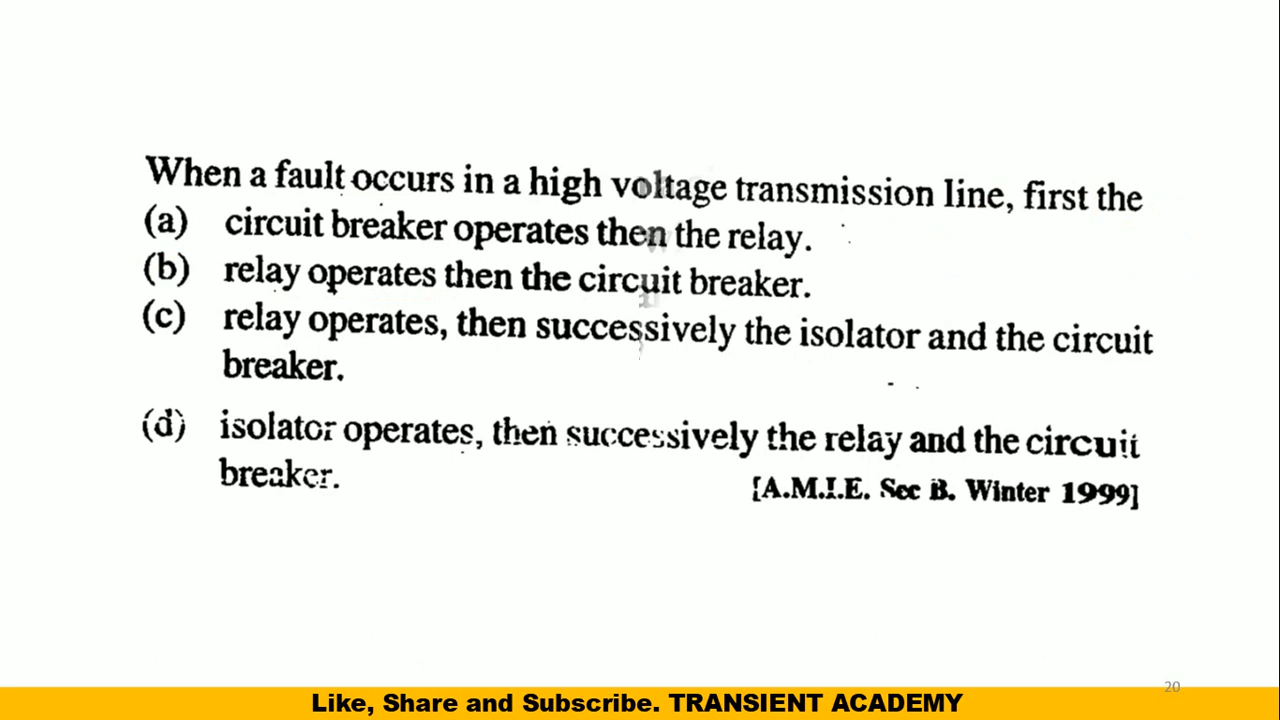 When a fault occurs in a high voltage transmission line, first the
(a) circuit breaker operates then the relay.
(b) relay operates then the circuit breaker.
(c) relay operates, then successively the isolator and the circuit
breaker.
(d) isolator operates, then successively the relay and the circuit
breaker.
[A.M.I.E. Sec B. Winter 1999]
20
Like, Share and Subscribe. TRANSIENT ACADEMY